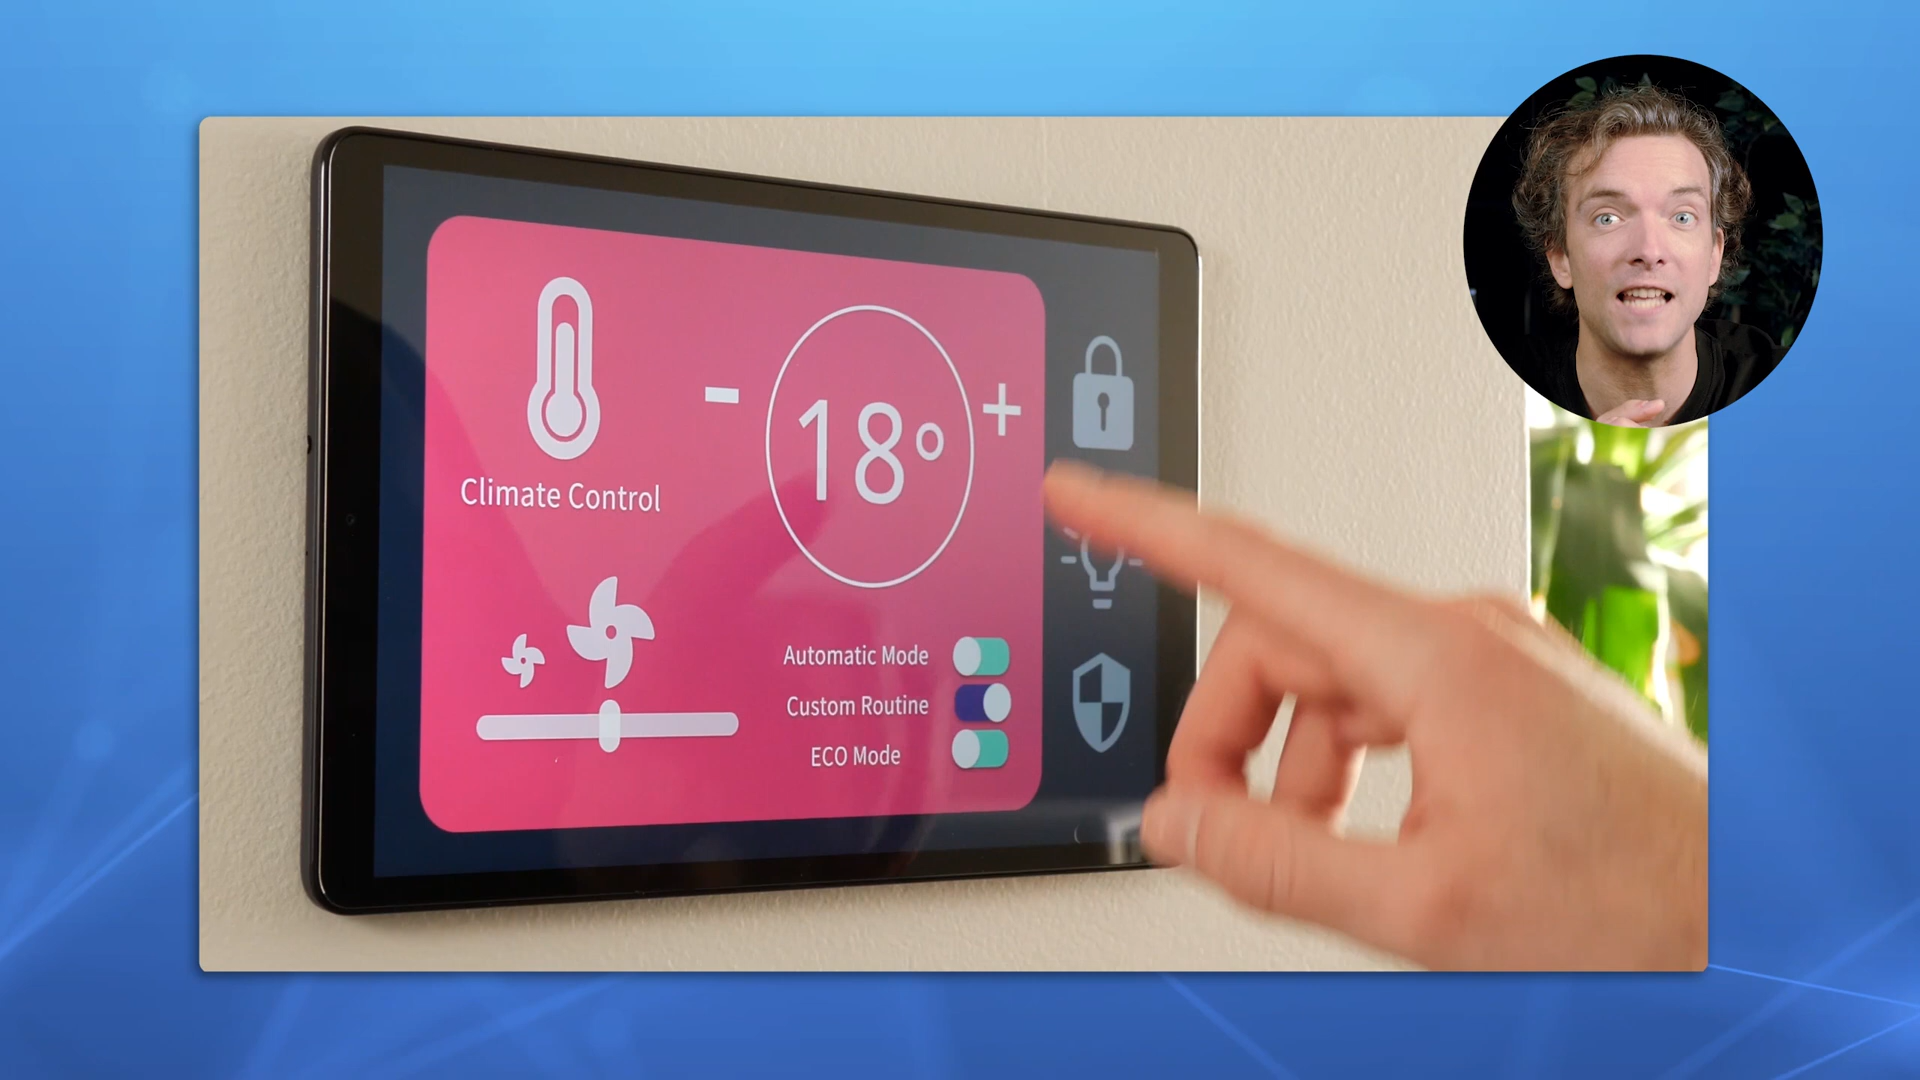 - 18° +
Climate Control
Automatic Mode
Custom Routine
ECO Mode